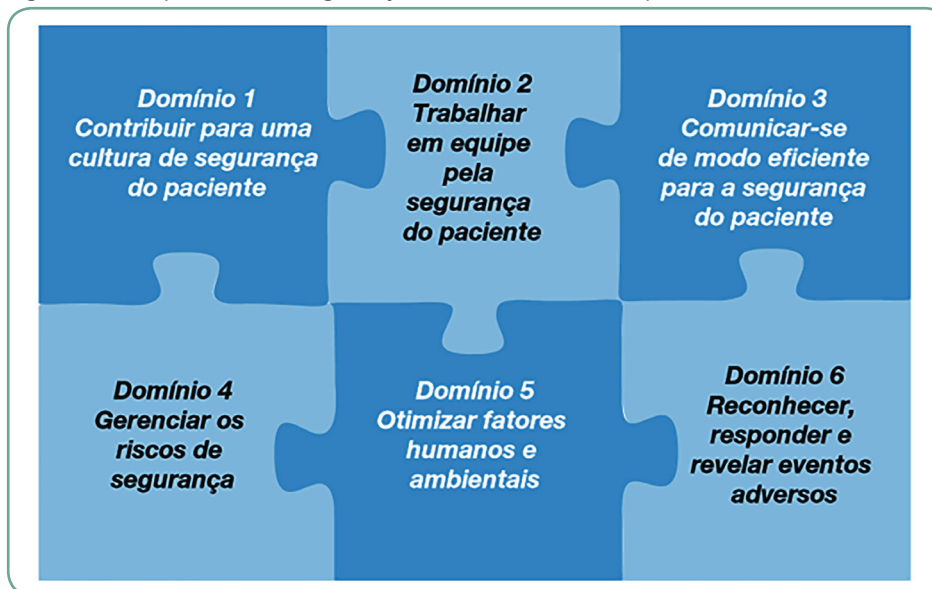 Domínio 1
Contribuir para uma
cultura de segurança
do paciente
Domínio 2
Trabalhar
em equipe
pela
segurança
do paciente
Domínio 3
Comunicar-se
de modo eficiente
para a segurança
do paciente
Domínio 4
Gerenciar os
riscos de
segurança
Domínio 5
Otimizar fatores
humanos e
ambientais
Domínio 6
Reconhecer,
responder e
revelar eventos
adversos